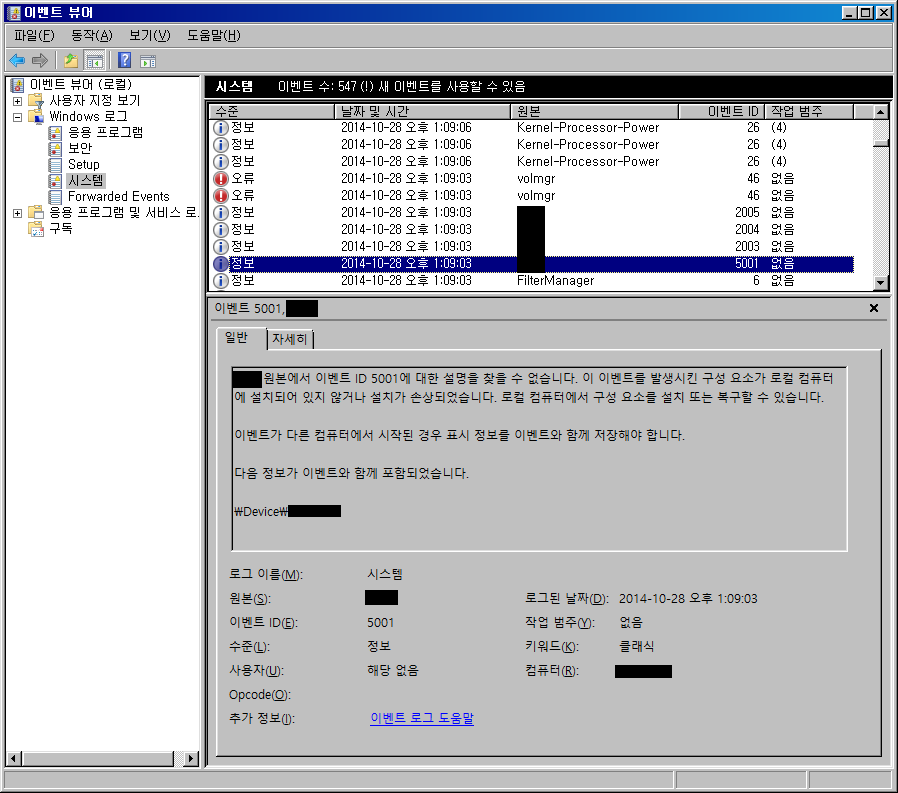 이벤트 뷰어
파일(F) 동작(A) 보기(V) 도움말(H)
이벤트 뷰어 (로컬)
사용자 지정 보기
Windows 로그
응용 프로그램
보안
Setup
시스템
Forwarded Events
응용 프로그램 및 서비스 로
구독
시스템 이벤트 수: 547 (!) 새 이벤트를 사용할 수 있음
수준 날짜 및 시간 원본 이벤트 ID 작업 범주
정보 2014-10-28 오후 1:09:06 Kernel-Processor-Power 26 (4)
정보 2014-10-28 오후 1:09:06 Kernel-Processor-Power 26 (4)
정보 2014-10-28 오후 1:09:06 Kernel-Processor-Power 26 (4)
오류 2014-10-28 오후 1:09:03 volmgr 46 없음
오류 2014-10-28 오후 1:09:03 volmgr 46 없음
정보 2014-10-28 오후 1:09:03 2005 없음
정보 2014-10-28 오후 1:09:03 2004 없음
정보 2014-10-28 오후 1:09:03 2003 없음
정보 2014-10-28 오후 1:09:03 5001 없음
정보 2014-10-28 오후 1:09:03 FilterManager 6 없음
이벤트 5001,
일반 자세히
원본에서 이벤트 ID 5001에 대한 설명을 찾을 수 없습니다. 이 이벤트를 발생시킨 구성 요소가 로컬 컴퓨터
에 설치되어 있지 않거나 설치가 손상되었습니다. 로컬 컴퓨터에서 구성 요소를 설치 또는 복구할 수 있습니다.
이벤트가 다른 컴퓨터에서 시작된 경우 표시 정보를 이벤트와 함께 저장해야 합니다.
다음 정보가 이벤트와 함께 포함되었습니다.
₩Device₩
로그 이름(M): 시스템
원본(S): 로그된 날짜(D): 2014-10-28 오후 1:09:03
이벤트 ID(E): 5001 작업 범주(Y): 없음
수준(L): 정보 키워드(K): 클래식
사용자(U): 해당 없음 컴퓨터(R):
Opcode(O):
추가 정보(I): 이벤트 로그 도움말